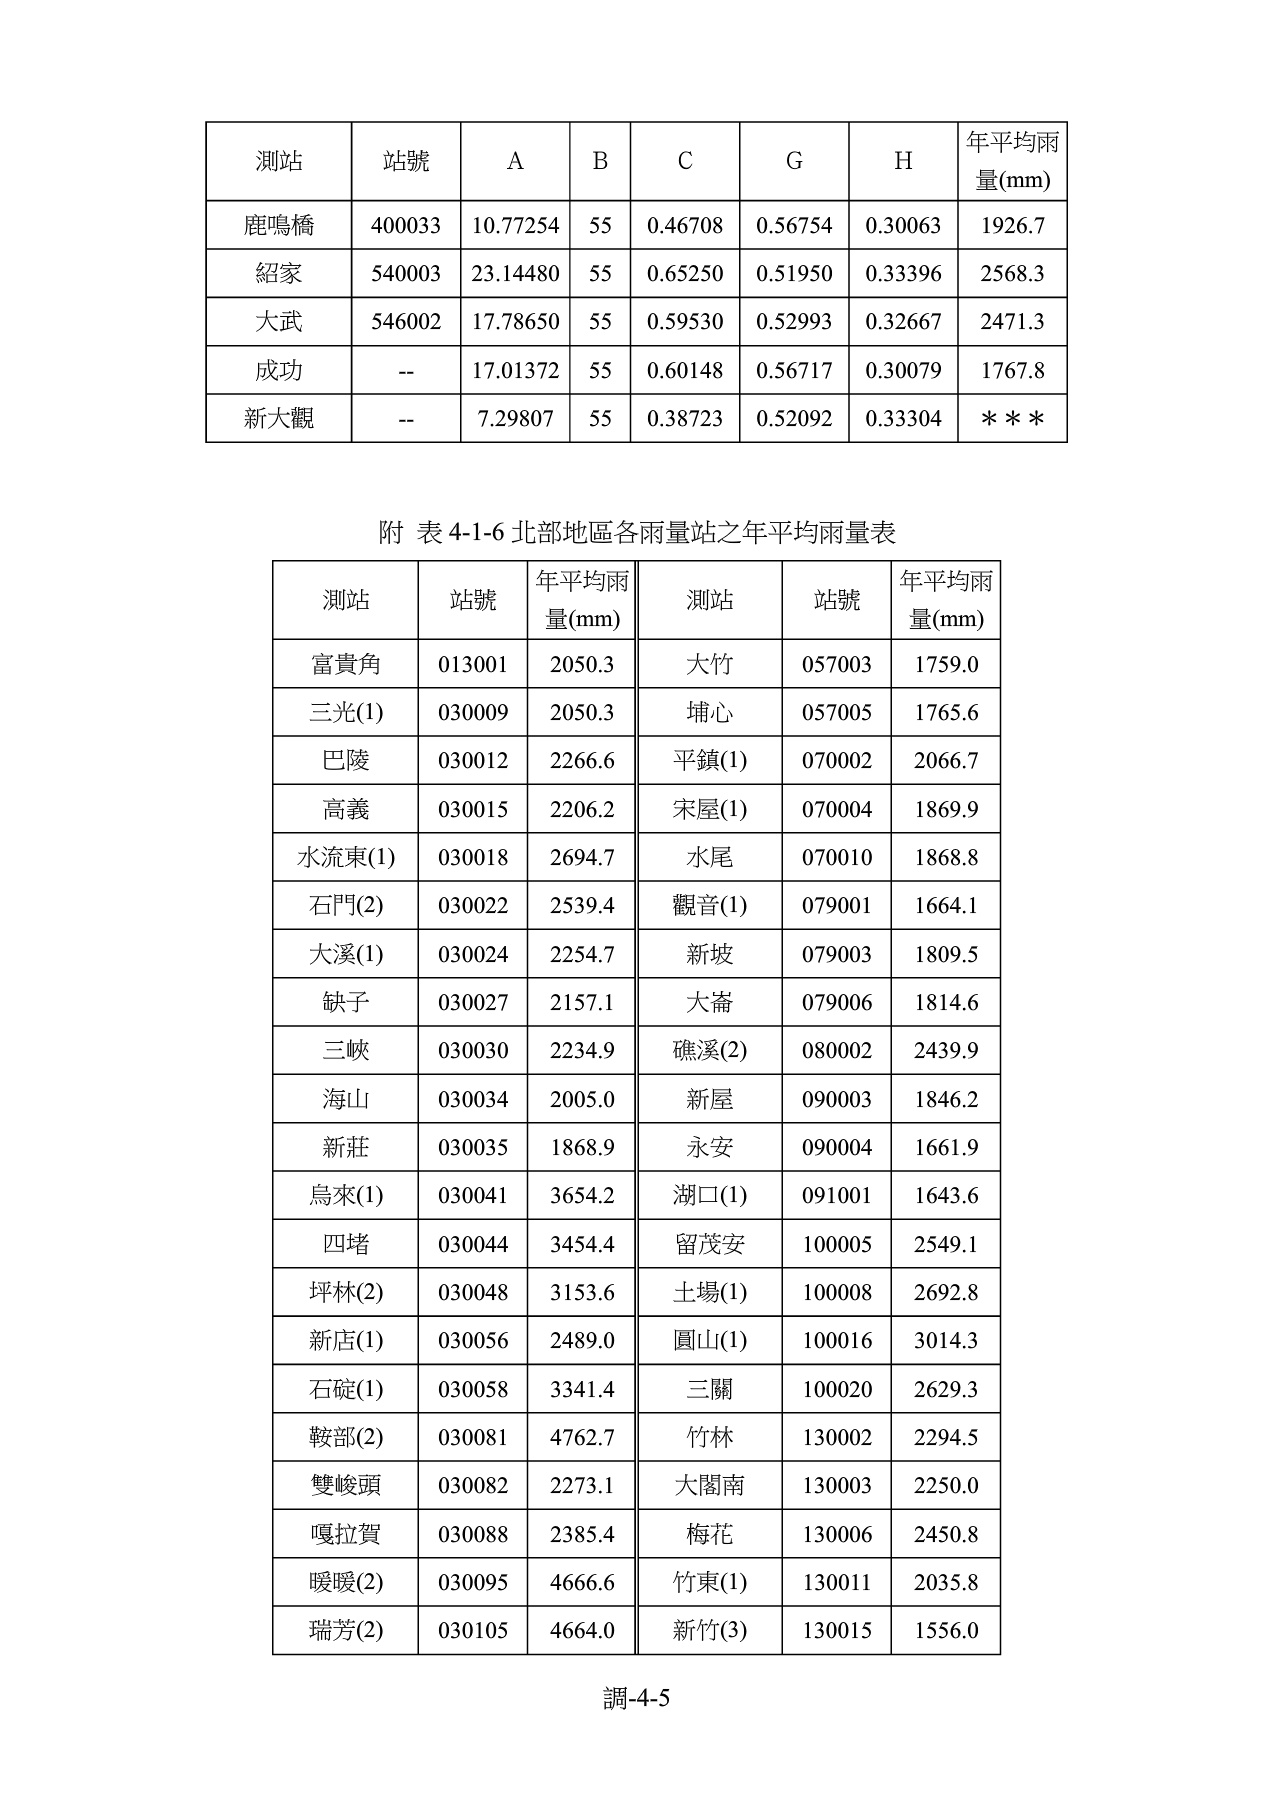 測站 站號 A B C G H 年平均雨量(mm)
鹿鳴橋 400033 10.77254 55 0.46708 0.56754 0.30063 1926.7
紹家 540003 23.14480 55 0.65250 0.51950 0.33396 2568.3
大武 546002 17.78650 55 0.59530 0.52993 0.32667 2471.3
成功 -- 17.01372 55 0.60148 0.56717 0.30079 1767.8
新大觀 -- 7.29807 55 0.38723 0.52092 0.33304 ＊＊＊
附 表 4-1-6 北部地區各雨量站之年平均雨量表
測站 站號 年平均雨量(mm) 測站 站號 年平均雨量(mm)
富貴角 013001 2050.3 大竹 057003 1759.0
三光(1) 030009 2050.3 埔心 057005 1765.6
巴陵 030012 2266.6 平鎮(1) 070002 2066.7
高義 030015 2206.2 宋屋(1) 070004 1869.9
水流東(1) 030018 2694.7 水尾 070010 1868.8
石門(2) 030022 2539.4 觀音(1) 079001 1664.1
大溪(1) 030024 2254.7 新坡 079003 1809.5
缺子 030027 2157.1 大崙 079006 1814.6
三峽 030030 2234.9 礁溪(2) 080002 2439.9
海山 030034 2005.0 新屋 090003 1846.2
新莊 030035 1868.9 永安 090004 1661.9
烏來(1) 030041 3654.2 湖口(1) 091001 1643.6
四堵 030044 3454.4 留茂安 100005 2549.1
坪林(2) 030048 3153.6 土場(1) 100008 2692.8
新店(1) 030056 2489.0 圓山(1) 100016 3014.3
石碇(1) 030058 3341.4 三關 100020 2629.3
鞍部(2) 030081 4762.7 竹林 130002 2294.5
雙峻頭 030082 2273.1 大閣南 130003 2250.0
嘎拉賀 030088 2385.4 梅花 130006 2450.8
暖暖(2) 030095 4666.6 竹東(1) 130011 2035.8
瑞芳(2) 030105 4664.0 新竹(3) 130015 1556.0
調-4-5